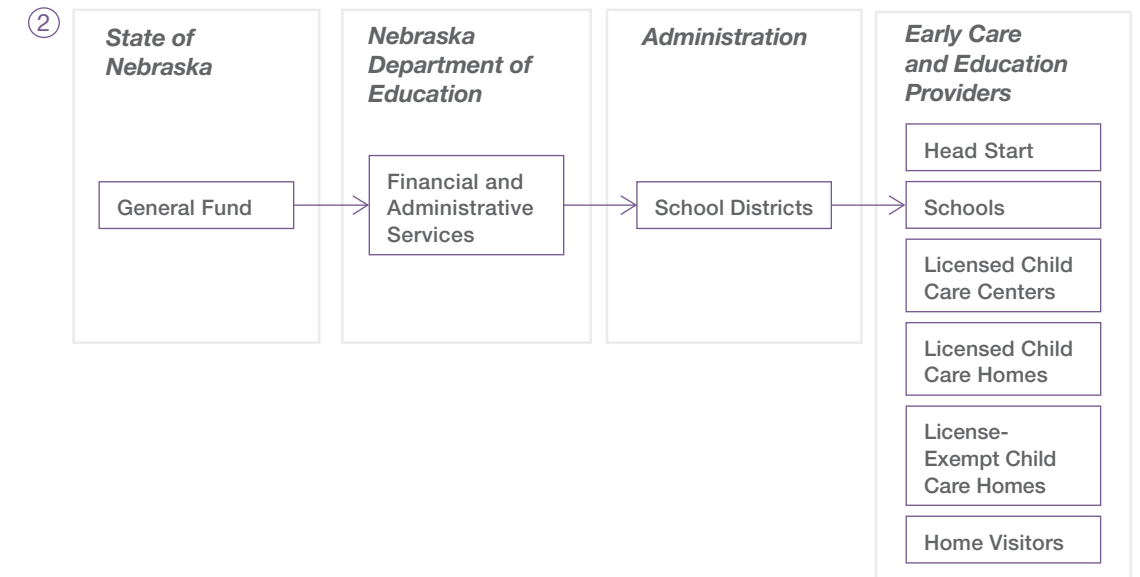 2
State of
Nebraska
General Fund
Nebraska
Department of
Education
Financial and
Administrative
Services
Administration
School Districts
Early Care
and Education
Providers
Head Start
Schools
Licensed Child
Care Centers
Licensed Child
Care Homes
License-
Exempt Child
Care Homes
Home Visitors